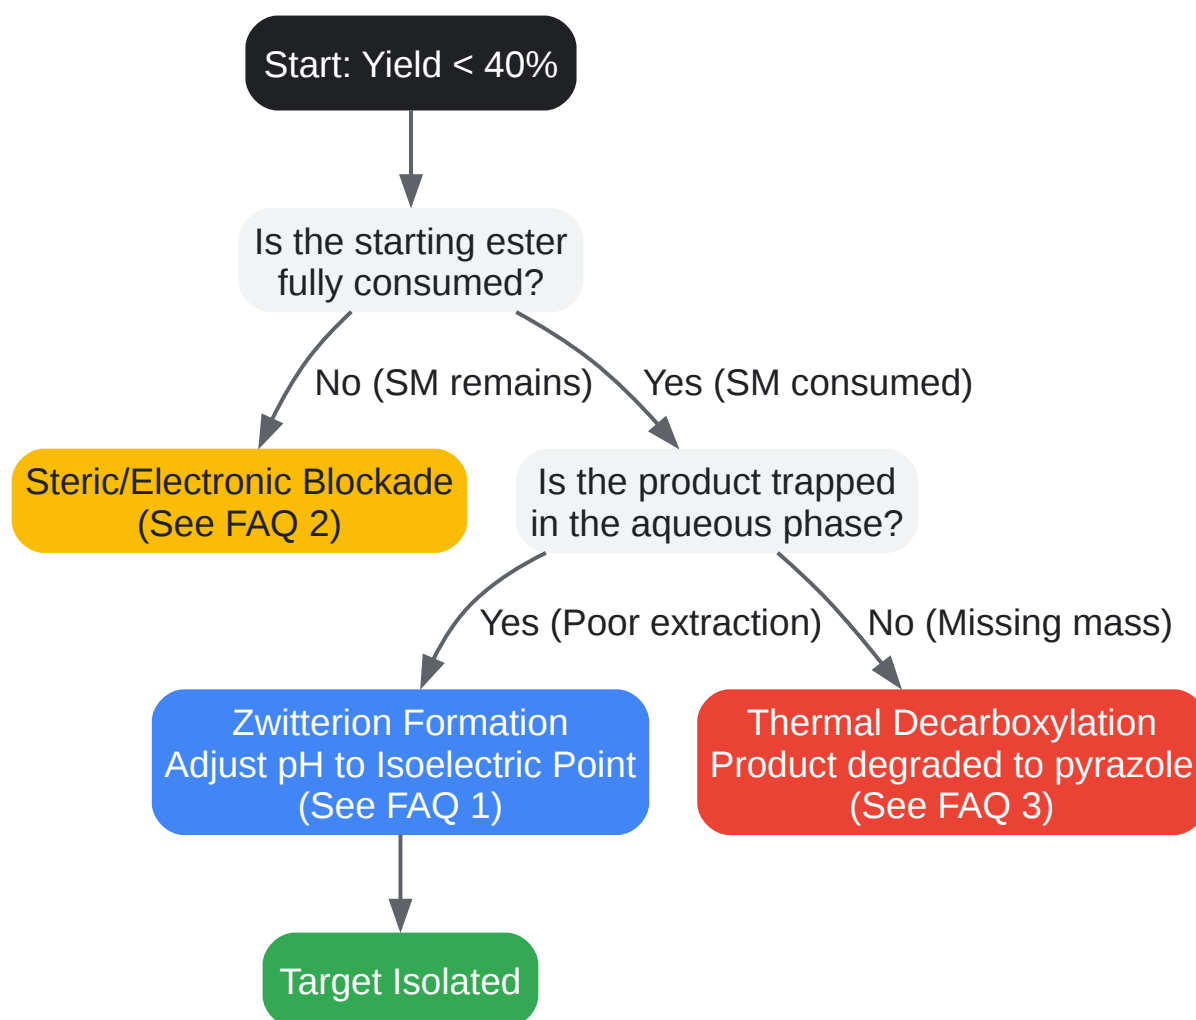 Start: Yield < 40%
Is the starting ester
fully consumed?
No (SM remains)
Yes (SM consumed)
Steric/Electronic Blockade
(See FAQ 2)
Is the product trapped
in the aqueous phase?
Yes (Poor extraction)
No (Missing mass)
Zwitterion Formation
Adjust pH to Isoelectric Point
(See FAQ 1)
Thermal Decarboxylation
Product degraded to pyrazole
(See FAQ 3)
Target Isolated